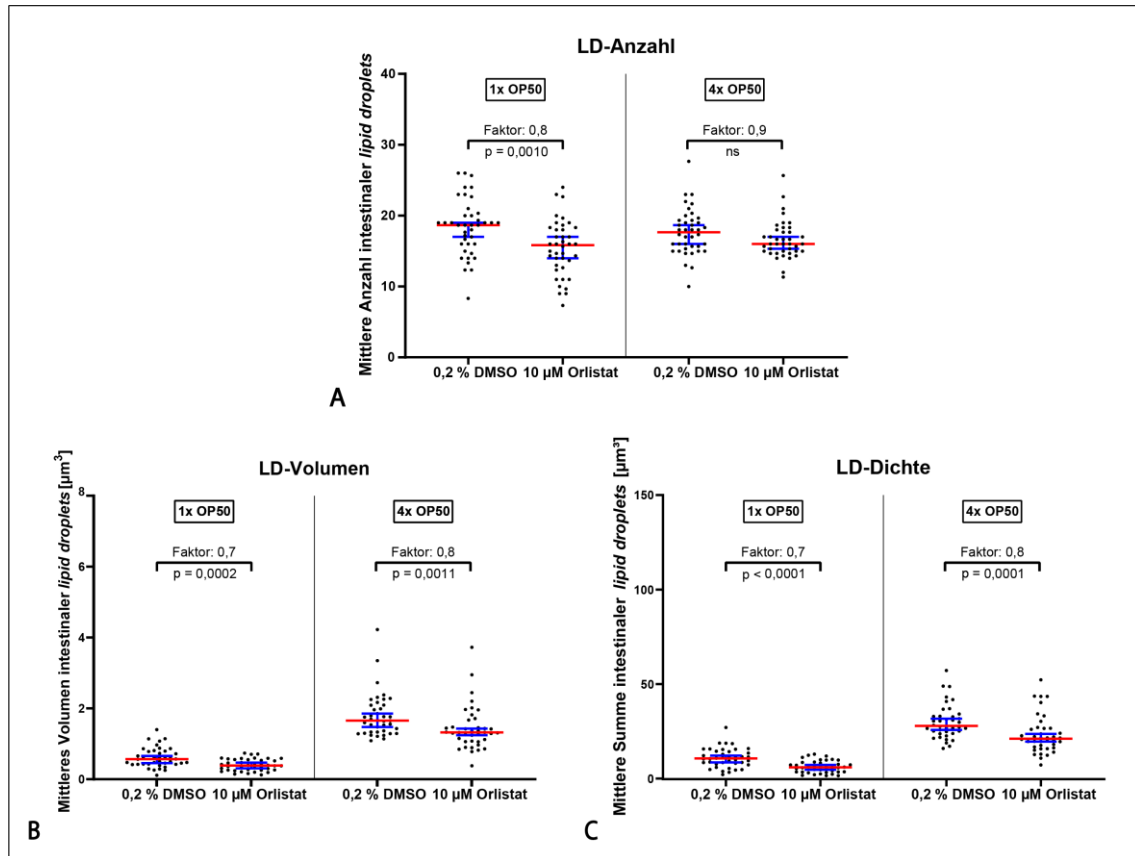 LD-Anzahl
Mittlere Anzahl intestinaler lipid droplets
40
30
20
10
0
1x OP50
4x OP50
Faktor: 0,8
p = 0,0010
Faktor: 0,9
ns
0,2 % DMSO
10 µM Orlistat
0,2 % DMSO
10 µM Orlistat
A
LD-Volumen
Mittleres Volumen intestinaler lipid droplets [µm³]
8
6
4
2
0
1x OP50
4x OP50
Faktor: 0,7
p = 0,0002
Faktor: 0,8
p = 0,0011
0,2 % DMSO
10 µM Orlistat
0,2 % DMSO
10 µM Orlistat
B
LD-Dichte
Mittlere Summe intestinaler lipid droplets [µm³]
150
100
50
0
1x OP50
4x OP50
Faktor: 0,7
p < 0,0001
Faktor: 0,8
p = 0,0001
0,2 % DMSO
10 µM Orlistat
0,2 % DMSO
10 µM Orlistat
C